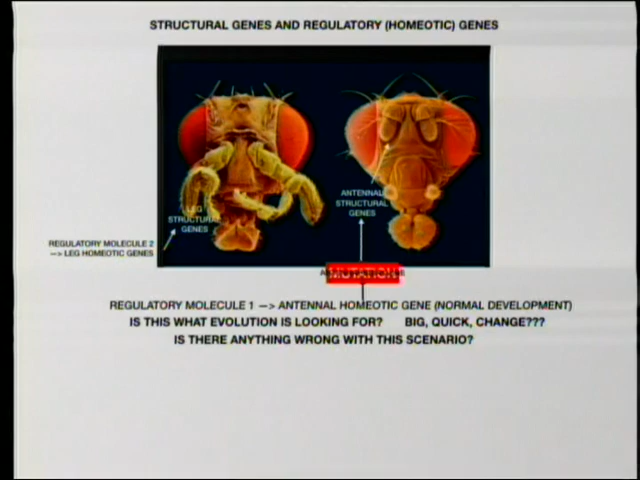 STRUCTURAL GENES AND REGULATORY (HOMEOTIC) GENES
LEG
STRUCTURAL
GENES
ANTENNAL
STRUCTURAL
GENES
REGULATORY MOLECULE 2
—> LEG HOMEOTIC GENES
MUTATION
REGULATORY MOLECULE 1 —> ANTENNAL HOMEOTIC GENE (NORMAL DEVELOPMENT)
IS THIS WHAT EVOLUTION IS LOOKING FOR? BIG, QUICK, CHANGE???
IS THERE ANYTHING WRONG WITH THIS SCENARIO?